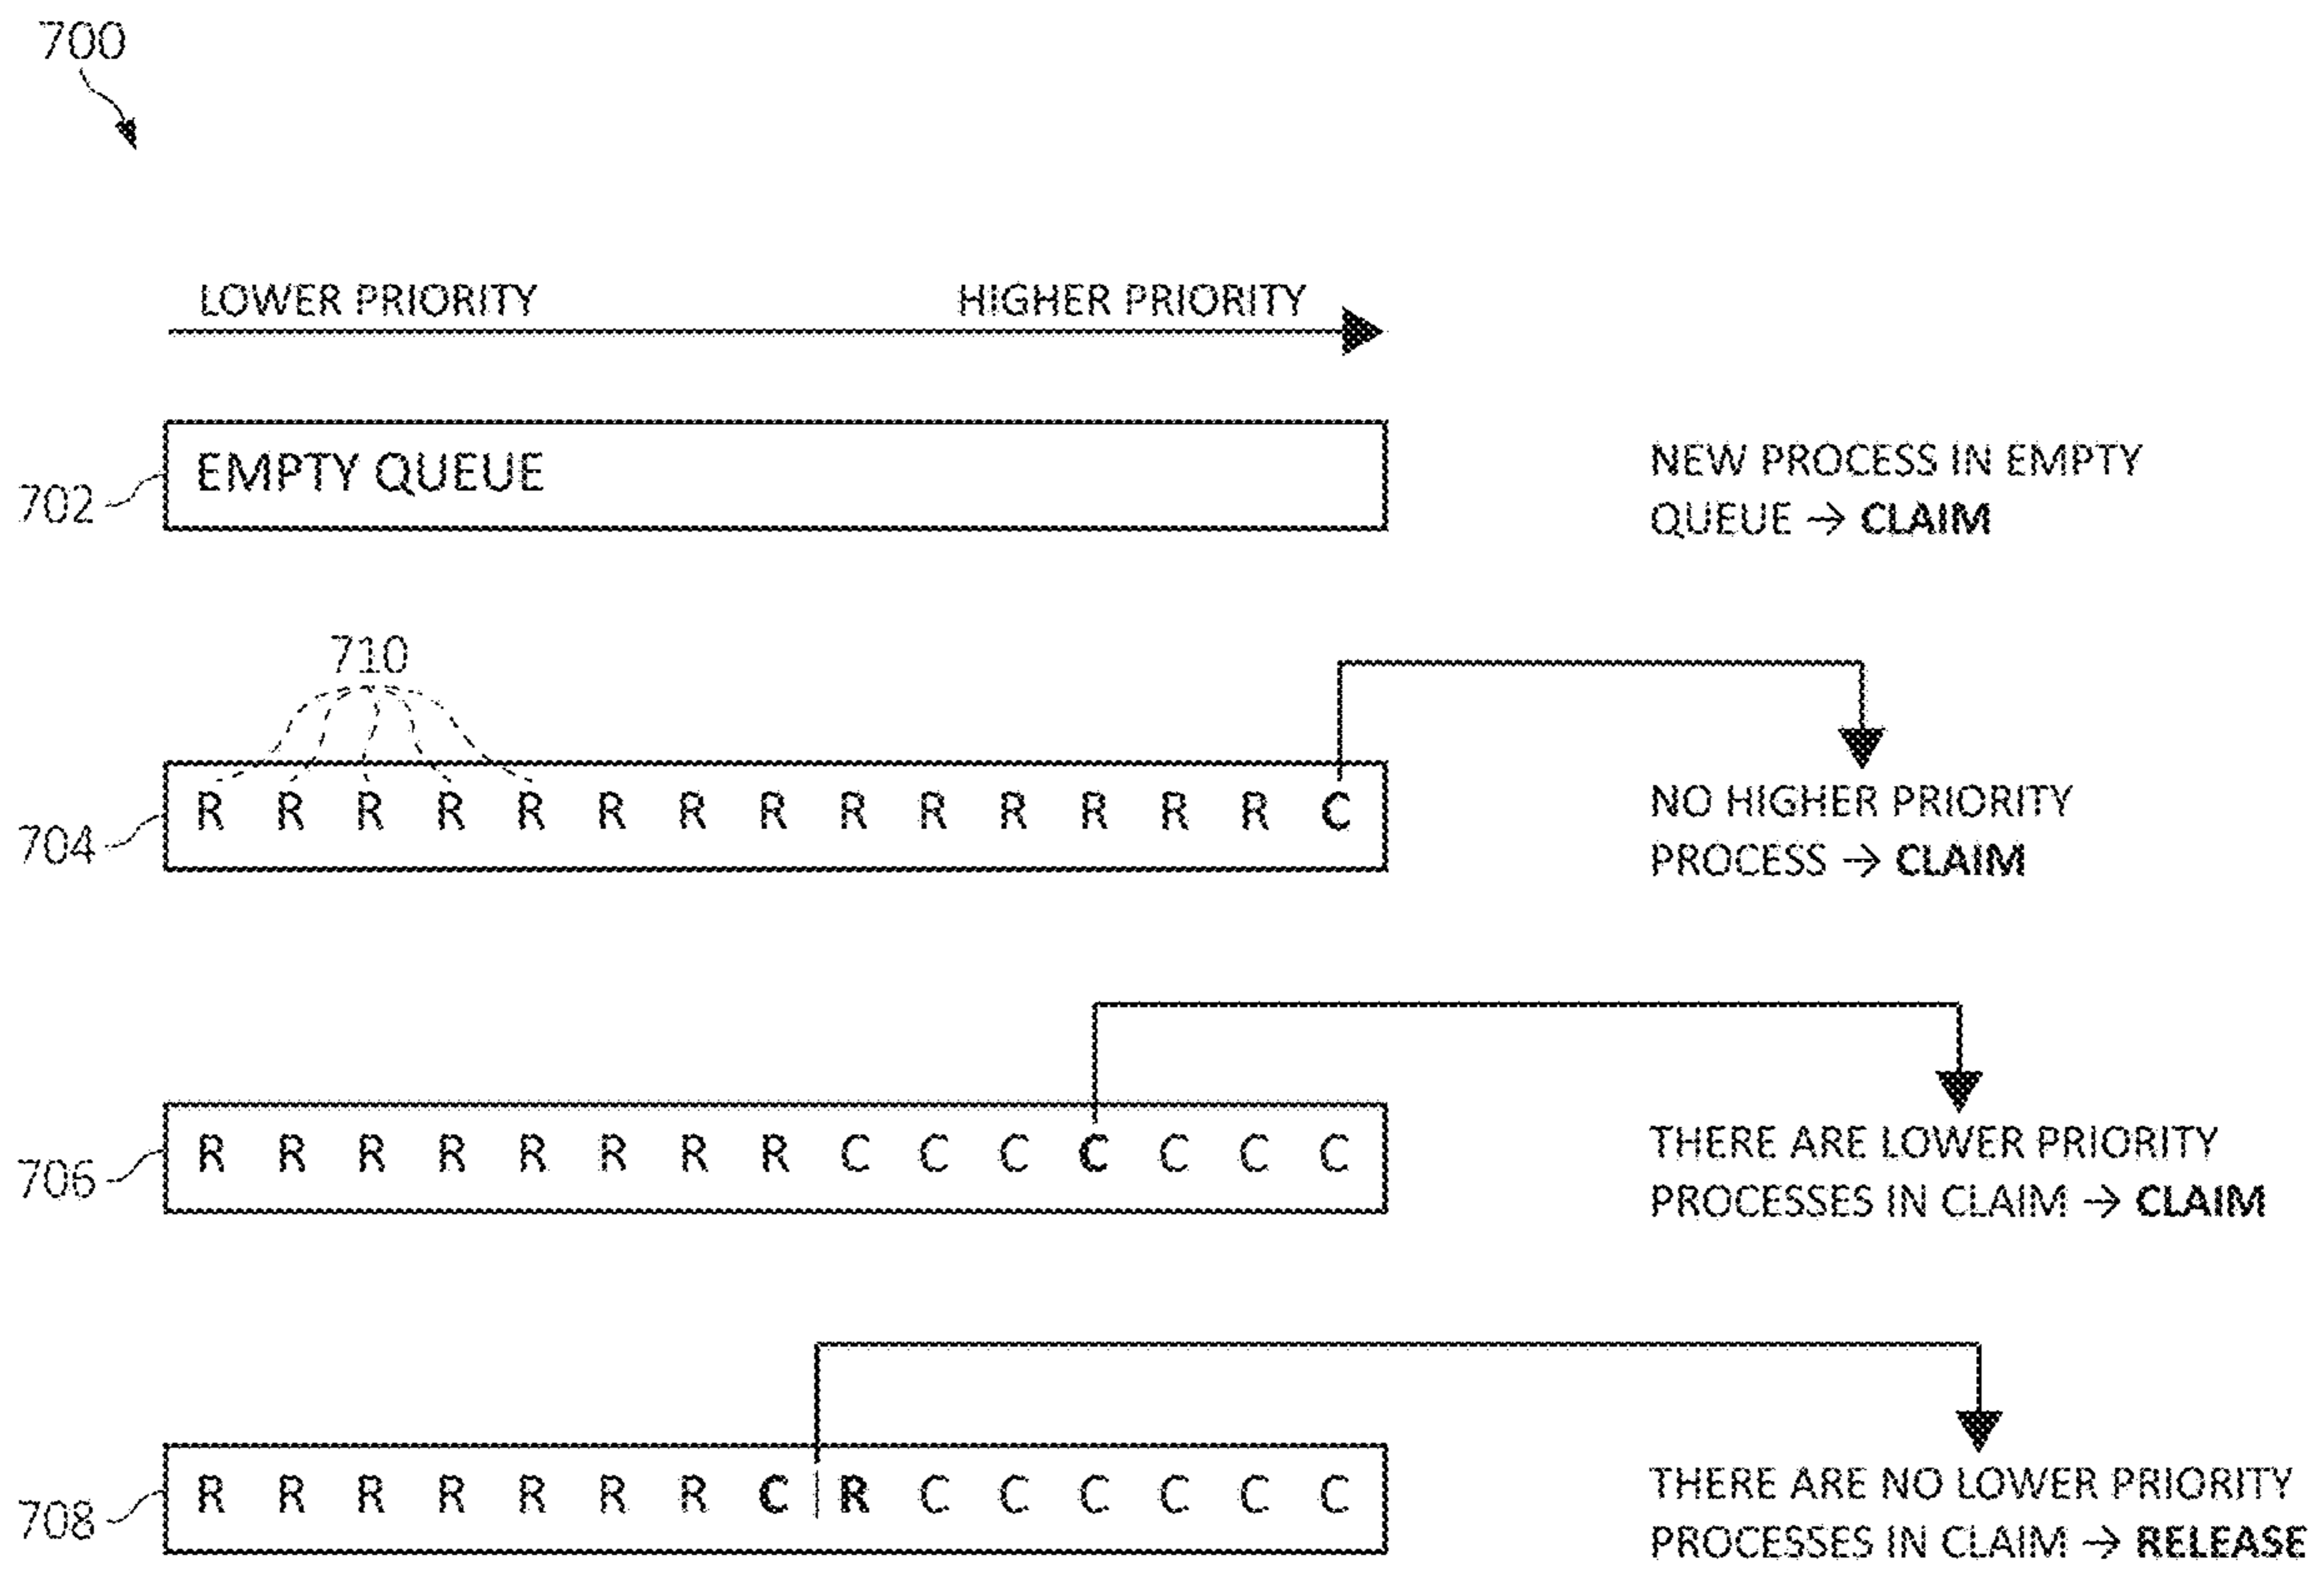 700
LOWER PRIORITY HIGHER PRIORITY
EMPTY QUEUE
702
NEW PROCESS IN EMPTY
QUEUE → CLAIM
710
R R R R R R R R R R R R R R C
704
NO HIGHER PRIORITY
PROCESS → CLAIM
R R R R R R R R C C C C C C C
706
THERE ARE LOWER PRIORITY
PROCESSES IN CLAIM → CLAIM
R R R R R R R C R C C C C C C
708
THERE ARE NO LOWER PRIORITY
PROCESSES IN CLAIM → RELEASE